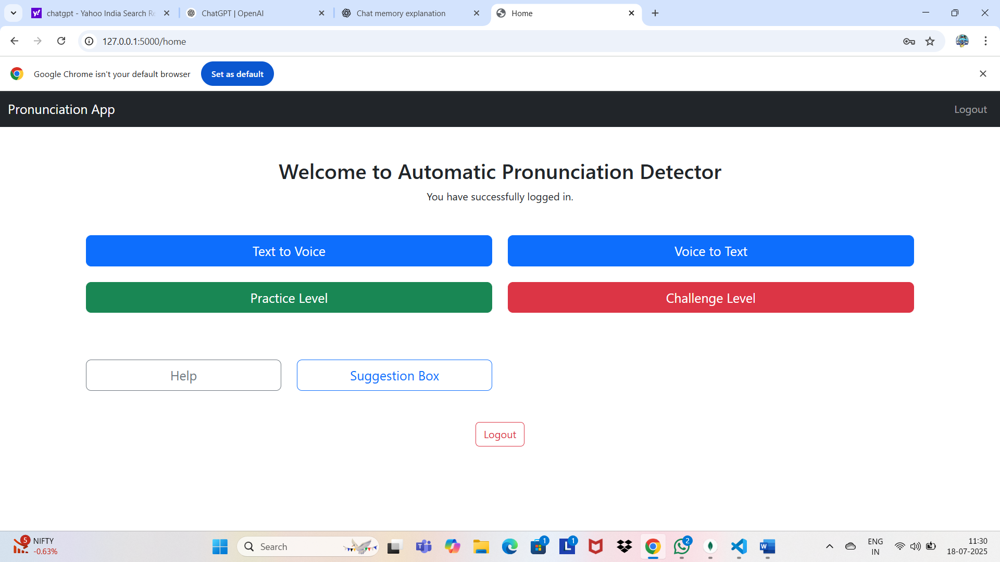 chatgpt - Yahoo India Search Re
ChatGPT | OpenAI
Chat memory explanation
Home
127.0.0.1:5000/home
Google Chrome isn't your default browser
Set as default
Pronunciation App
Logout
Welcome to Automatic Pronunciation Detector
You have successfully logged in.
Text to Voice
Voice to Text
Practice Level
Challenge Level
Help
Suggestion Box
Logout
5
NIFTY
-0.63%
Search
1
1
2
ENG
IN
11:30
18-07-2025